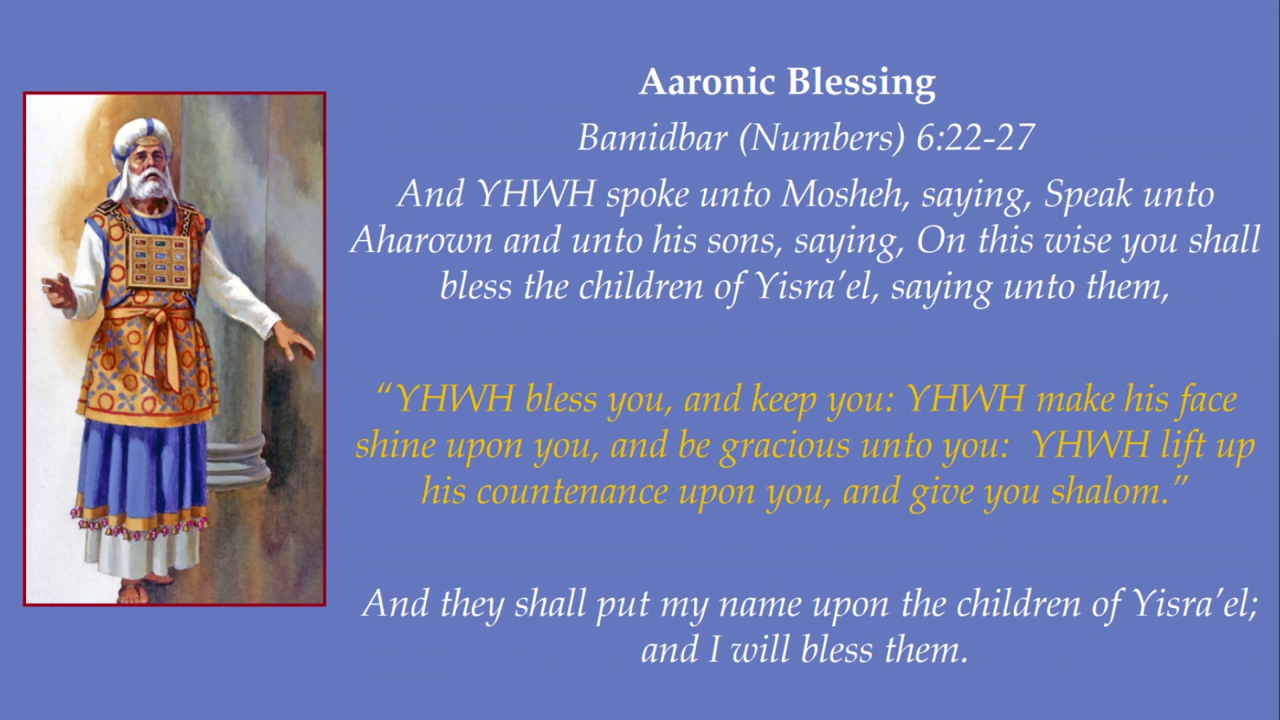 Aaronic Blessing
Bamidbar (Numbers) 6:22-27
And YHWH spoke unto Mosheh, saying, Speak unto
Aharown and unto his sons, saying, On this wise you shall
bless the children of Yisra’el, saying unto them,
“YHWH bless you, and keep you: YHWH make his face
shine upon you, and be gracious unto you:  YHWH lift up
his countenance upon you, and give you shalom.”
And they shall put my name upon the children of Yisra’el;
and I will bless them.